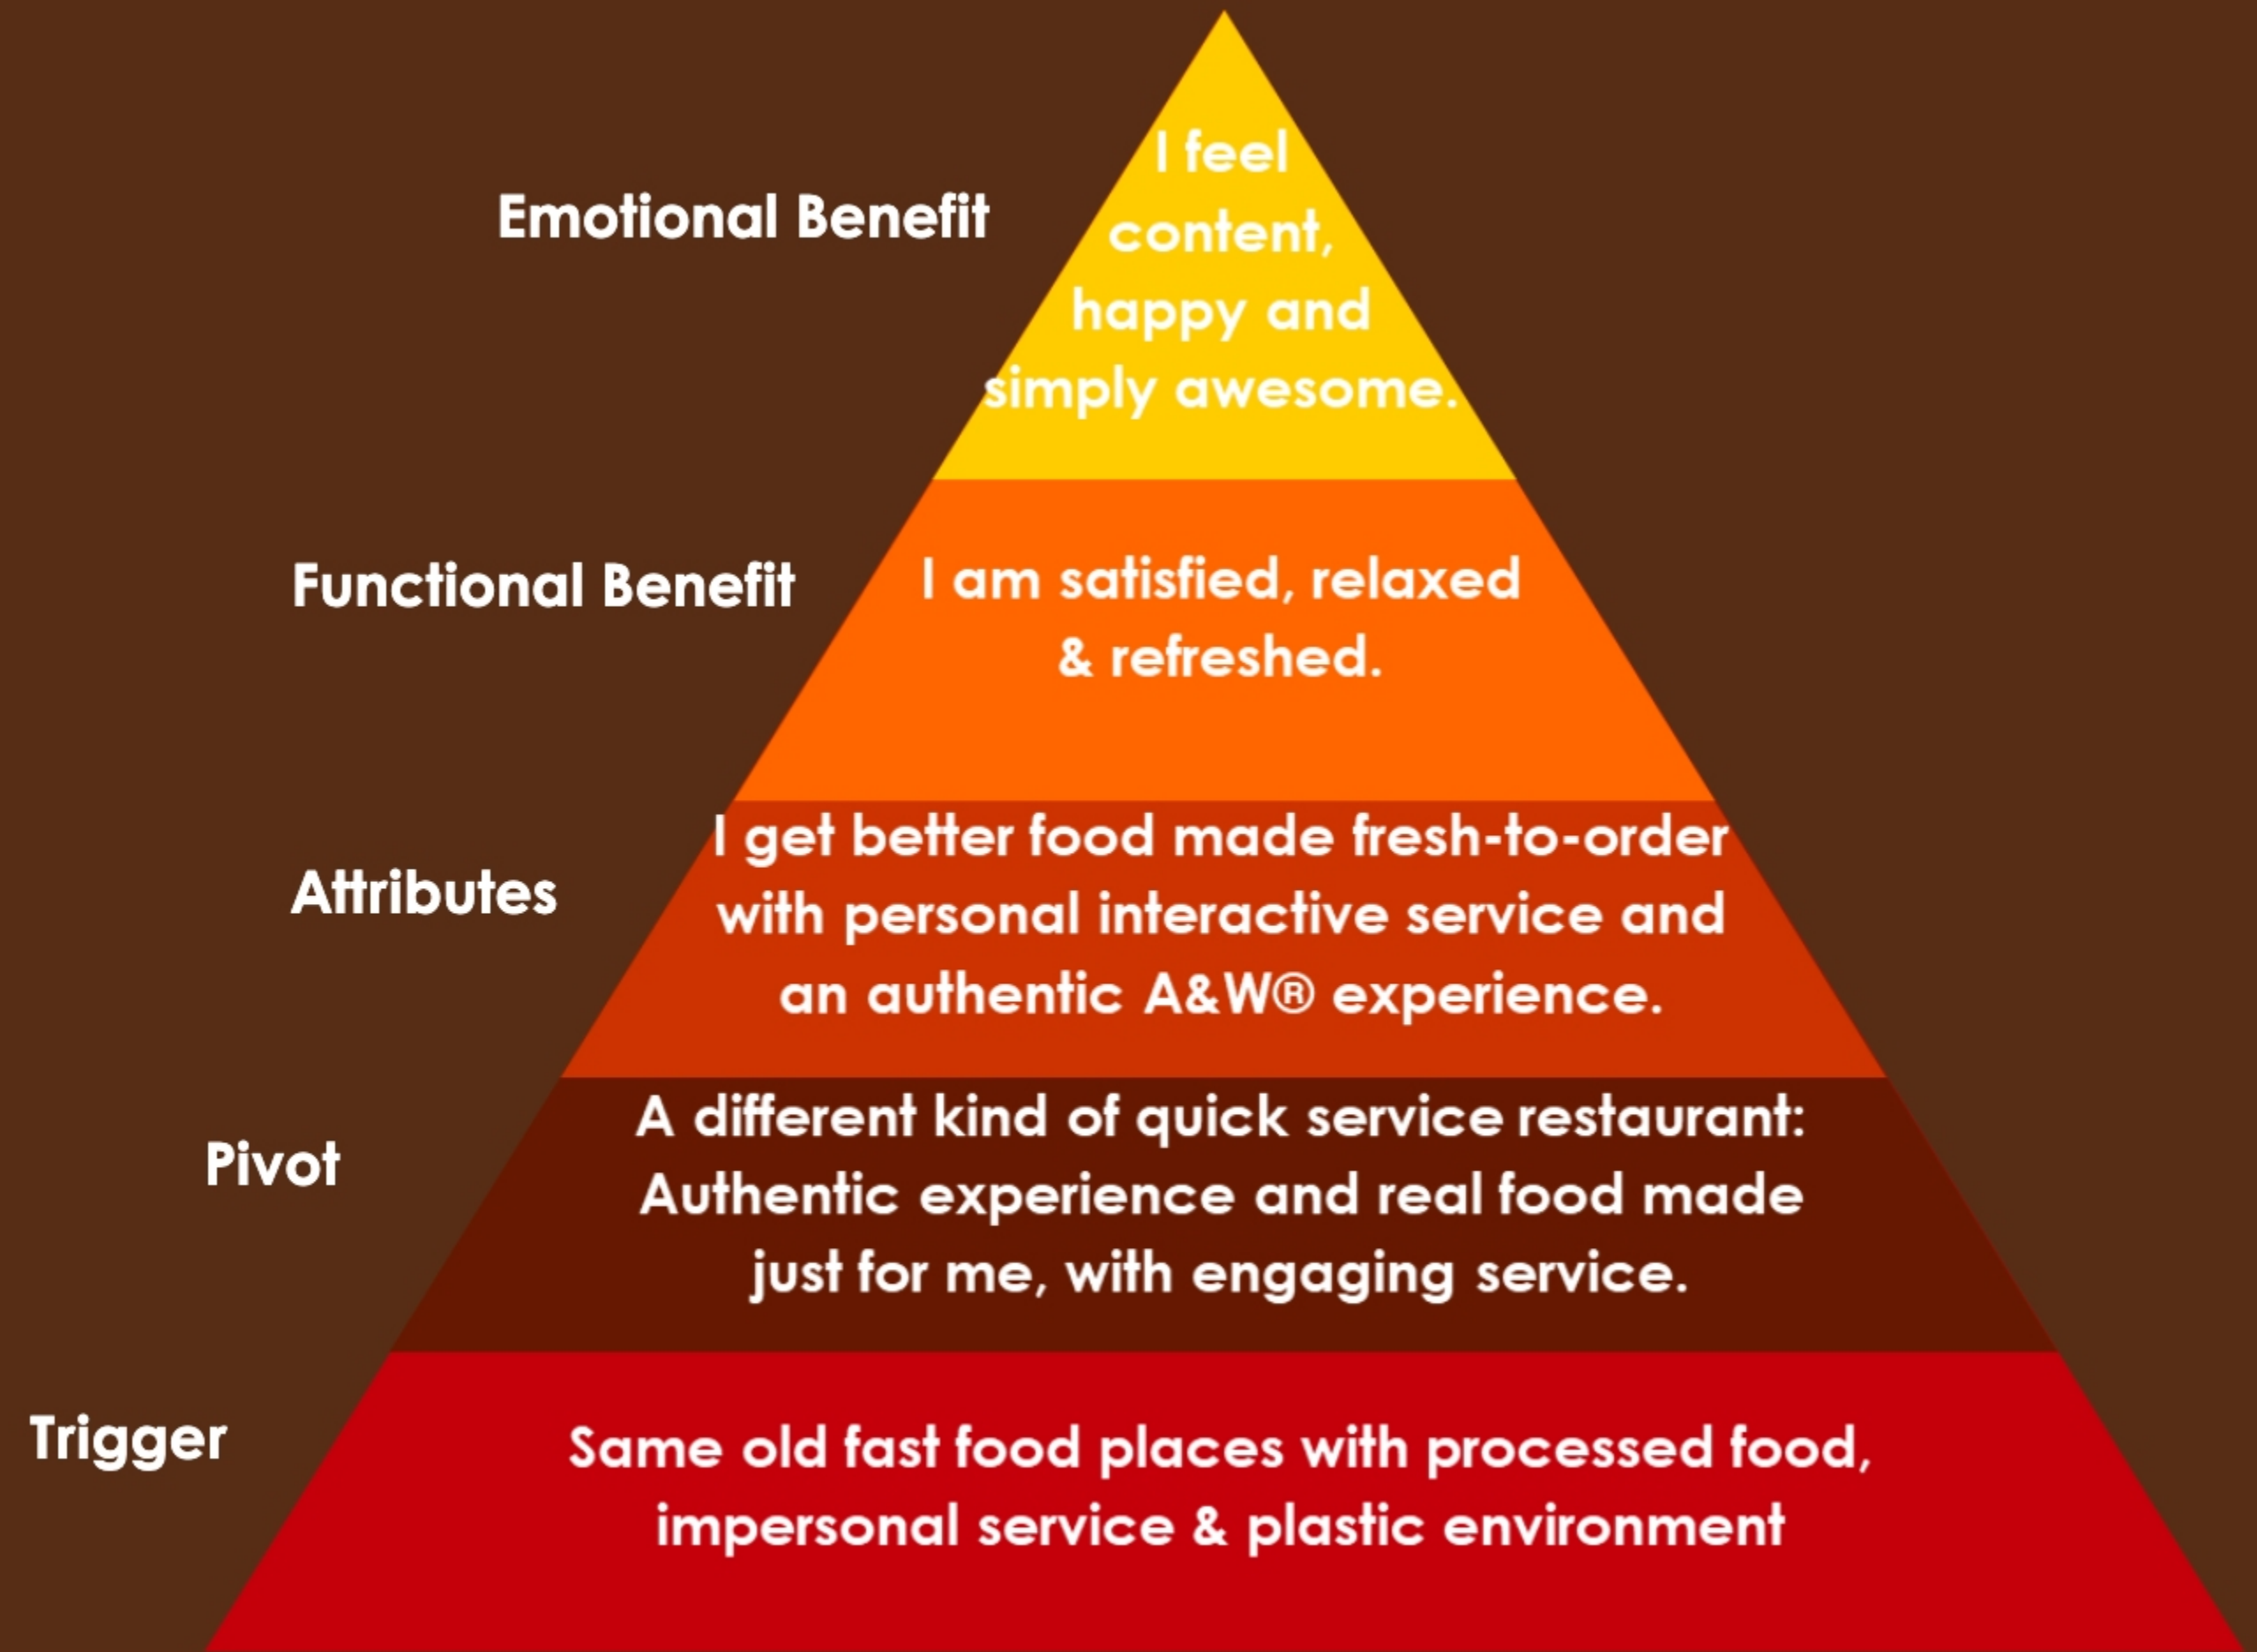 Emotional Benefit
I feel
content,
happy and
simply awesome.
Functional Benefit
I am satisfied, relaxed
& refreshed.
Attributes
I get better food made fresh-to-order
with personal interactive service and
an authentic A&W® experience.
Pivot
A different kind of quick service restaurant:
Authentic experience and real food made
just for me, with engaging service.
Trigger
Same old fast food places with processed food,
impersonal service & plastic environment